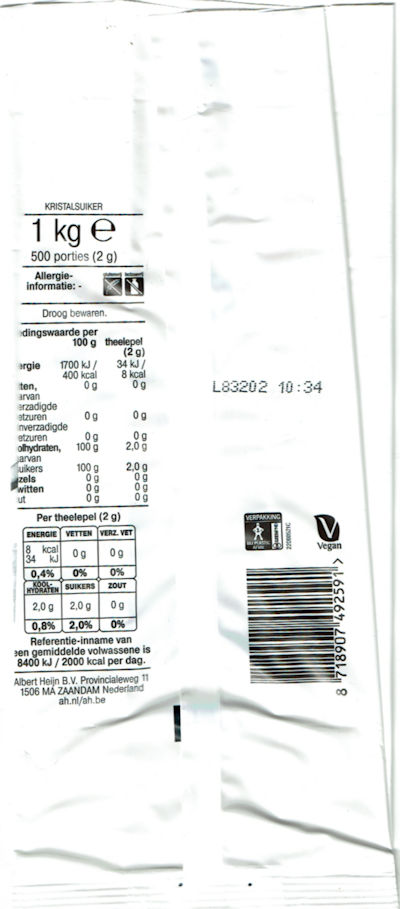 KRISTALSUIKER
1 kg ℮
500 porties (2 g)
Allergie-
informatie: -
Droog bewaren.
dingswaarde per
100 g theelepel
(2 g)
ergie 1700 kJ / 34 kJ /
400 kcal 8 kcal
tten, 0 g 0 g
arvan
erzadigde
etzuren 0 g 0 g
nverzadigde
etzuren 0 g 0 g
olhydraten, 100 g 2,0 g
arvan
uikers 100 g 2,0 g
zels 0 g 0 g
witten 0 g 0 g
ut 0 g 0 g
Per theelepel (2 g)
ENERGIE VETTEN VERZ. VET
8 kcal 0 g 0 g
34 kJ
0,4% 0% 0%
KOOL-
HYDRATEN SUIKERS ZOUT
2,0 g 2,0 g 0 g
0,8% 2,0% 0%
Referentie-inname van
een gemiddelde volwassene is
8400 kJ / 2000 kcal per dag.
Albert Heijn B.V. Provincialeweg 11
1506 MA ZAANDAM Nederland
ah.nl/ah.be
L83202 10:34
VERPAKKING
BIJ PLASTIC
AFVAL
V
Vegan
8 718907 492591 >